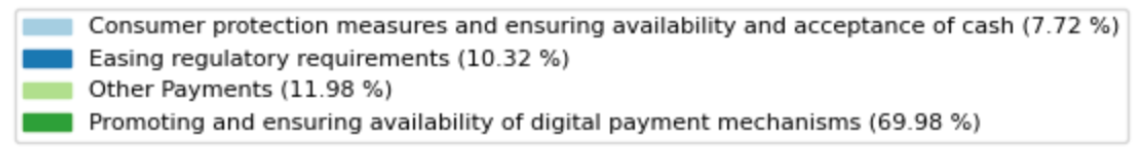 Consumer protection measures and ensuring availability and acceptance of cash (7.72 %)
Easing regulatory requirements (10.32 %)
Other Payments (11.98 %)
Promoting and ensuring availability of digital payment mechanisms (69.98 %)